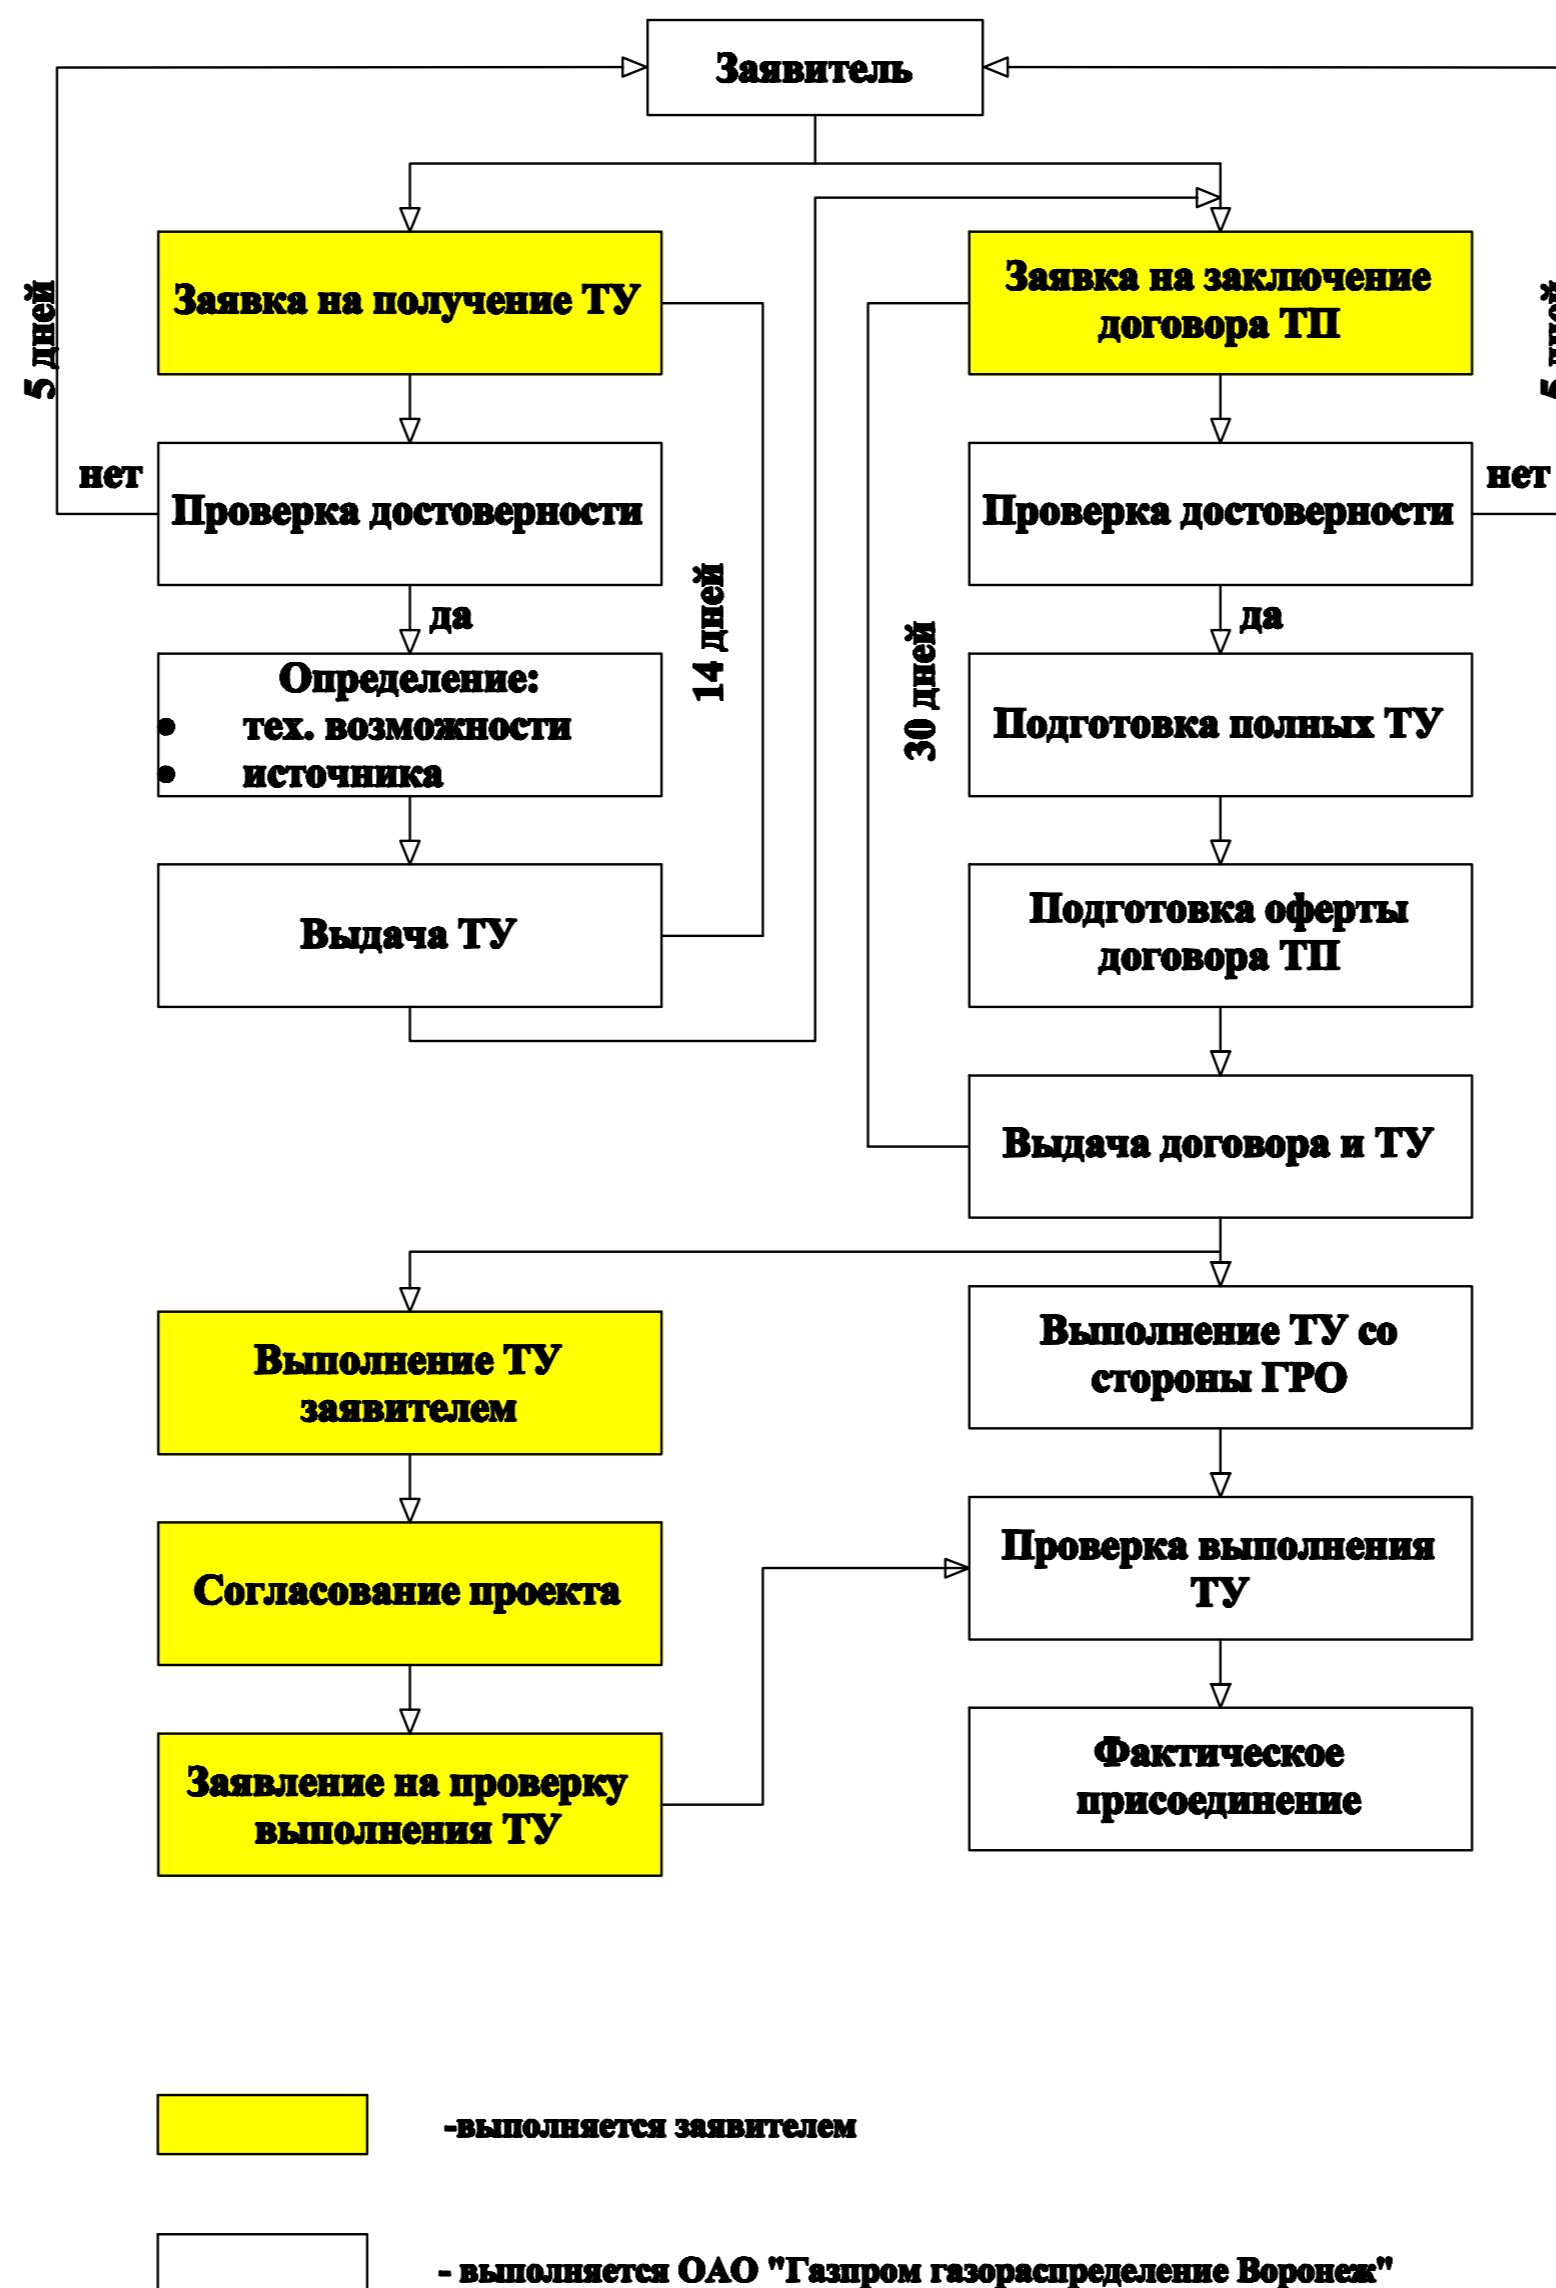 Заявитель
5 дней
Заявка на получение ТУ
Заявка на заключение
договора ТП
5 дней
нет
Проверка достоверности
Проверка достоверности
нет
да
да
14 дней
30 дней
Определение:
• тех. возможности
• источника
Подготовка полных ТУ
Выдача ТУ
Подготовка оферты
договора ТП
Выдача договора и ТУ
Выполнение ТУ
заявителем
Выполнение ТУ со
стороны ГРО
Согласование проекта
Проверка выполнения
ТУ
Заявление на проверку
выполнения ТУ
Фактическое
присоединение
-выполняется заявителем
- выполняется ОАО "Газпром газораспределение Воронеж"